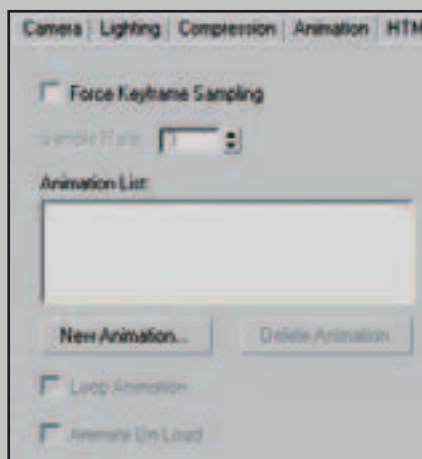 Camera Lighting Compression Animation HTM
Force Keyframe Sampling
Sample Rate:
Animation List:
New Animation... Delete Animation
Loop Animation
Animate On Load